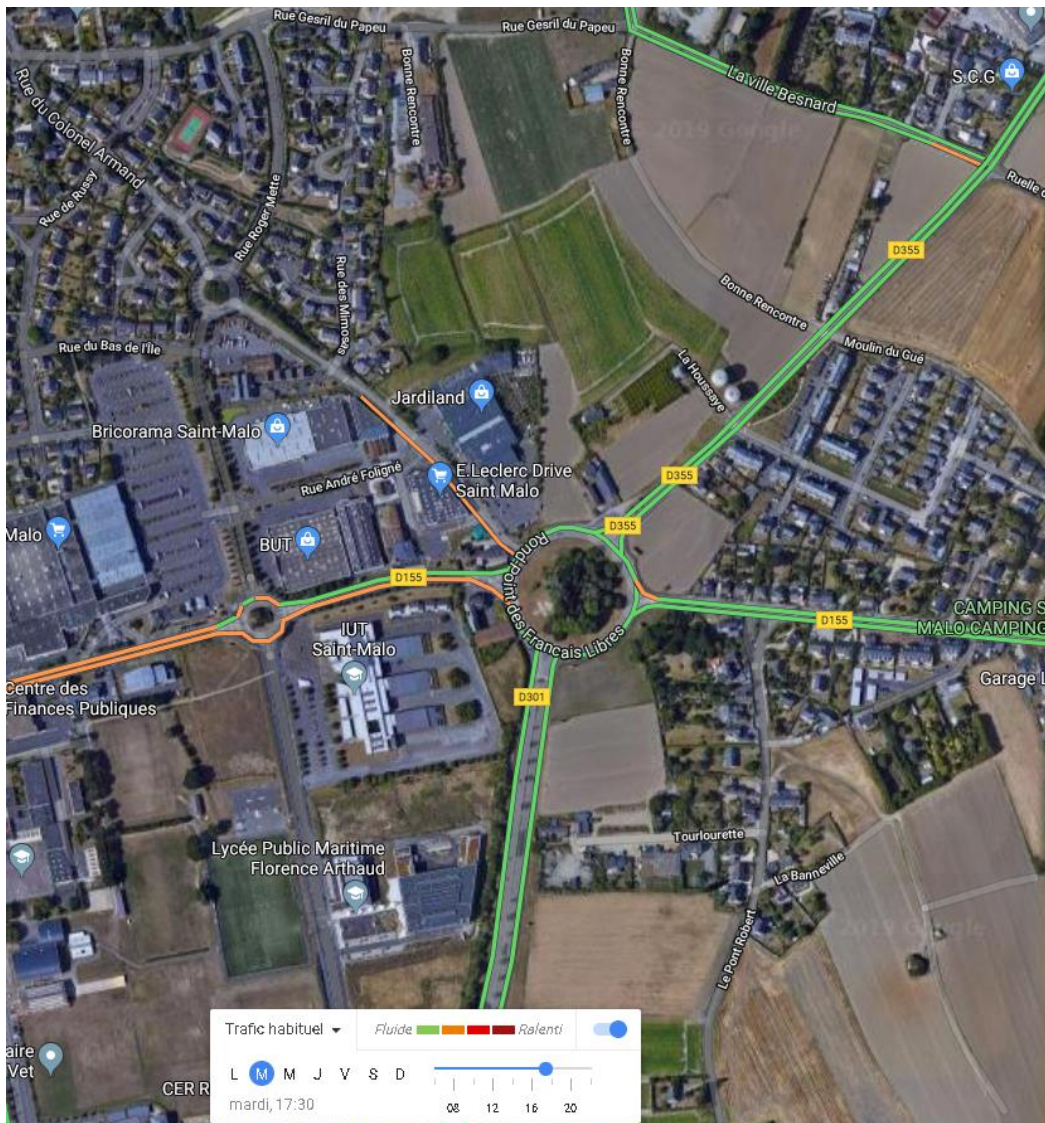 Rue Gesril du Papeu
Rue Gesril du Papeu
Bonne Rencontre
Bonne Rencontre
La ville Besnard
S.C.G
2019 Google
Rue du Colonel Armand
Rue de Russy
Rue Roger Mette
Rue des Mimosas
Ruelle d
D355
Bonne Rencontre
Rue du Bas de l'Île
Moulin du Gué
La Houssaye
Jardiland
Bricorama Saint-Malo
Rue André Foligné
E.Leclerc Drive
Saint Malo
D355
Malo
BUT
D355
Rond-Point des Français Libres
D155
D155
CAMPING S
MALO CAMPING
IUT
Saint-Malo
Centre des
Finances Publiques
D301
Garage L
Tourlourette
Lycée Public Maritime
Florence Arthaud
La Banneville
2019 Google
Le Pont Robert
aire
Vet
CER R
Trafic habituel
Fluide
Ralenti
L M M J V S D
mardi, 17:30
08 12 16 20